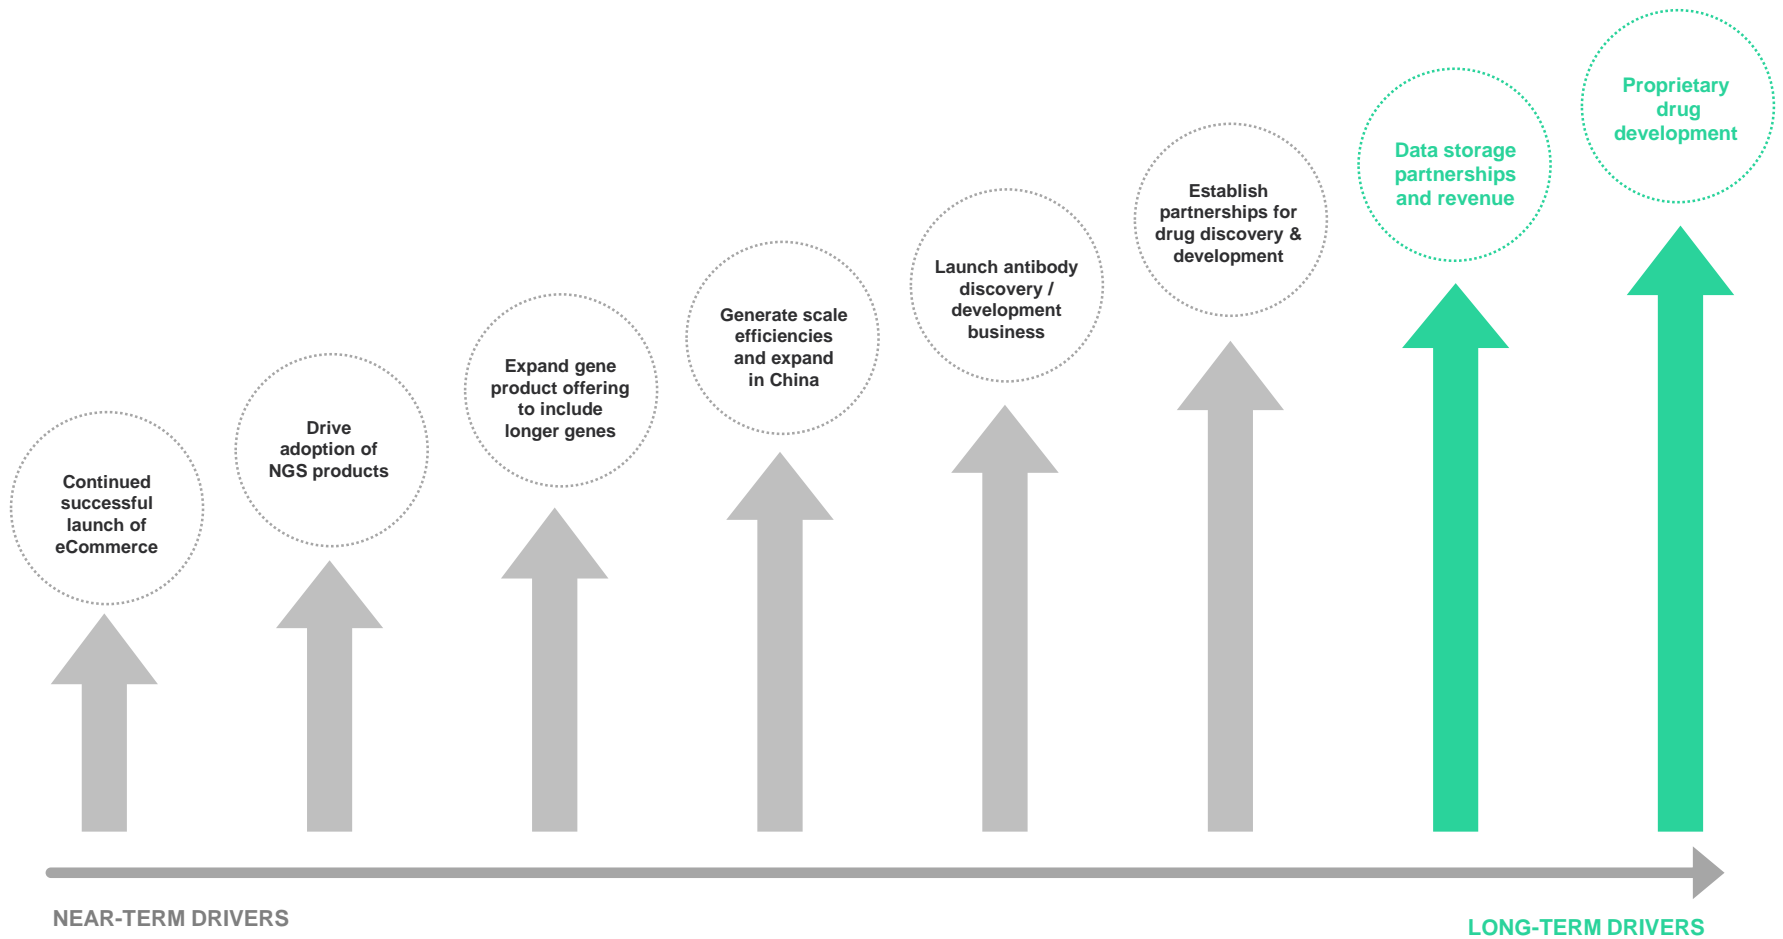 Continued
successful
launch of
eCommerce
Drive
adoption of
NGS products
Expand gene
product offering
to include
longer genes
Generate scale
efficiencies
and expand
in China
Launch antibody
discovery /
development
business
Establish
partnerships for
drug discovery &
development
Data storage
partnerships
and revenue
Proprietary
drug
development
NEAR-TERM DRIVERS
LONG-TERM DRIVERS